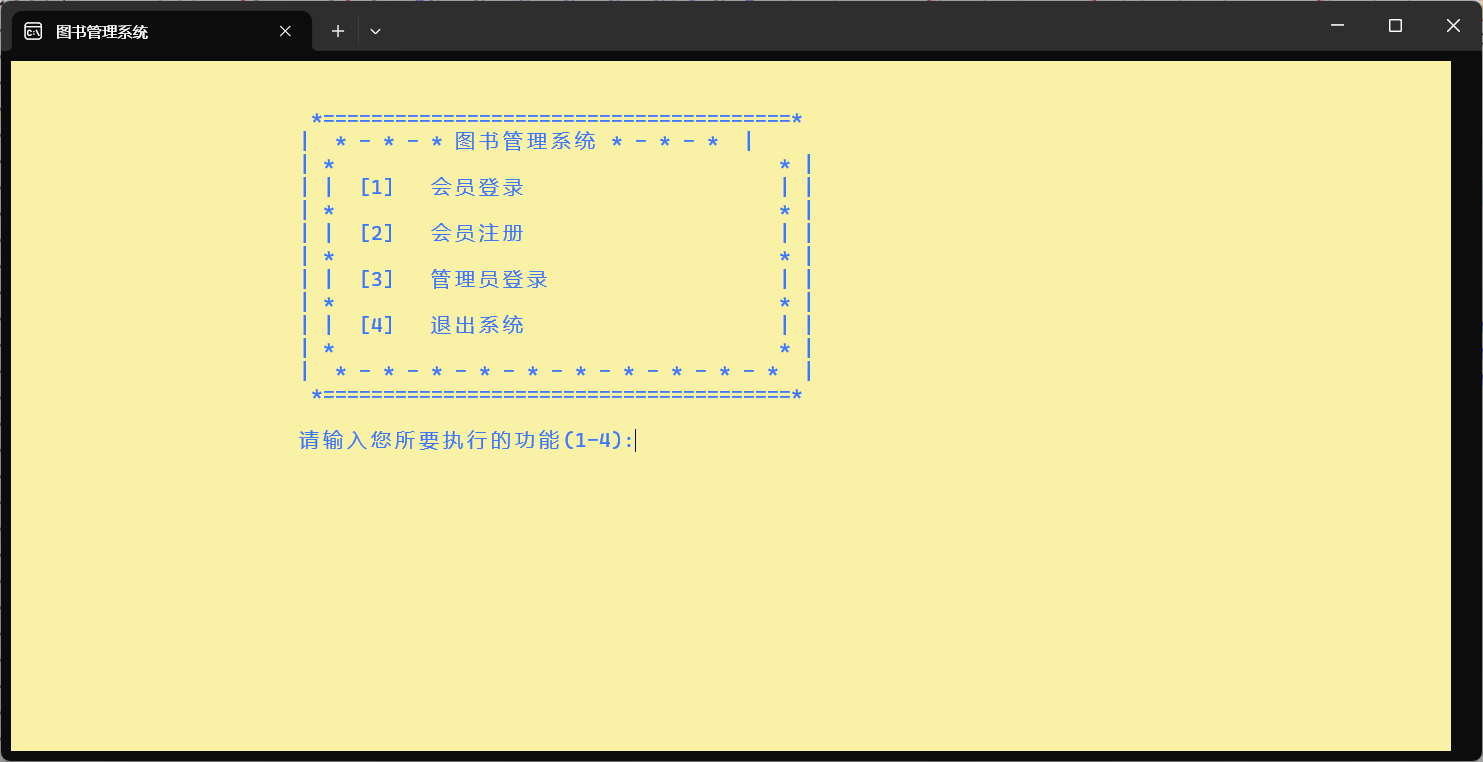 图书管理系统
*=======================================*
|  * - * - * 图书管理系统 * - * - *  |
| *                                     * |
| |  [1]   会员登录                     | |
| *                                     * |
| |  [2]   会员注册                     | |
| *                                     * |
| |  [3]   管理员登录                   | |
| *                                     * |
| |  [4]   退出系统                     | |
| *                                     * |
|  * - * - * - * - * - * - * - * - * - *  |
*=======================================*
请输入您所要执行的功能(1-4):